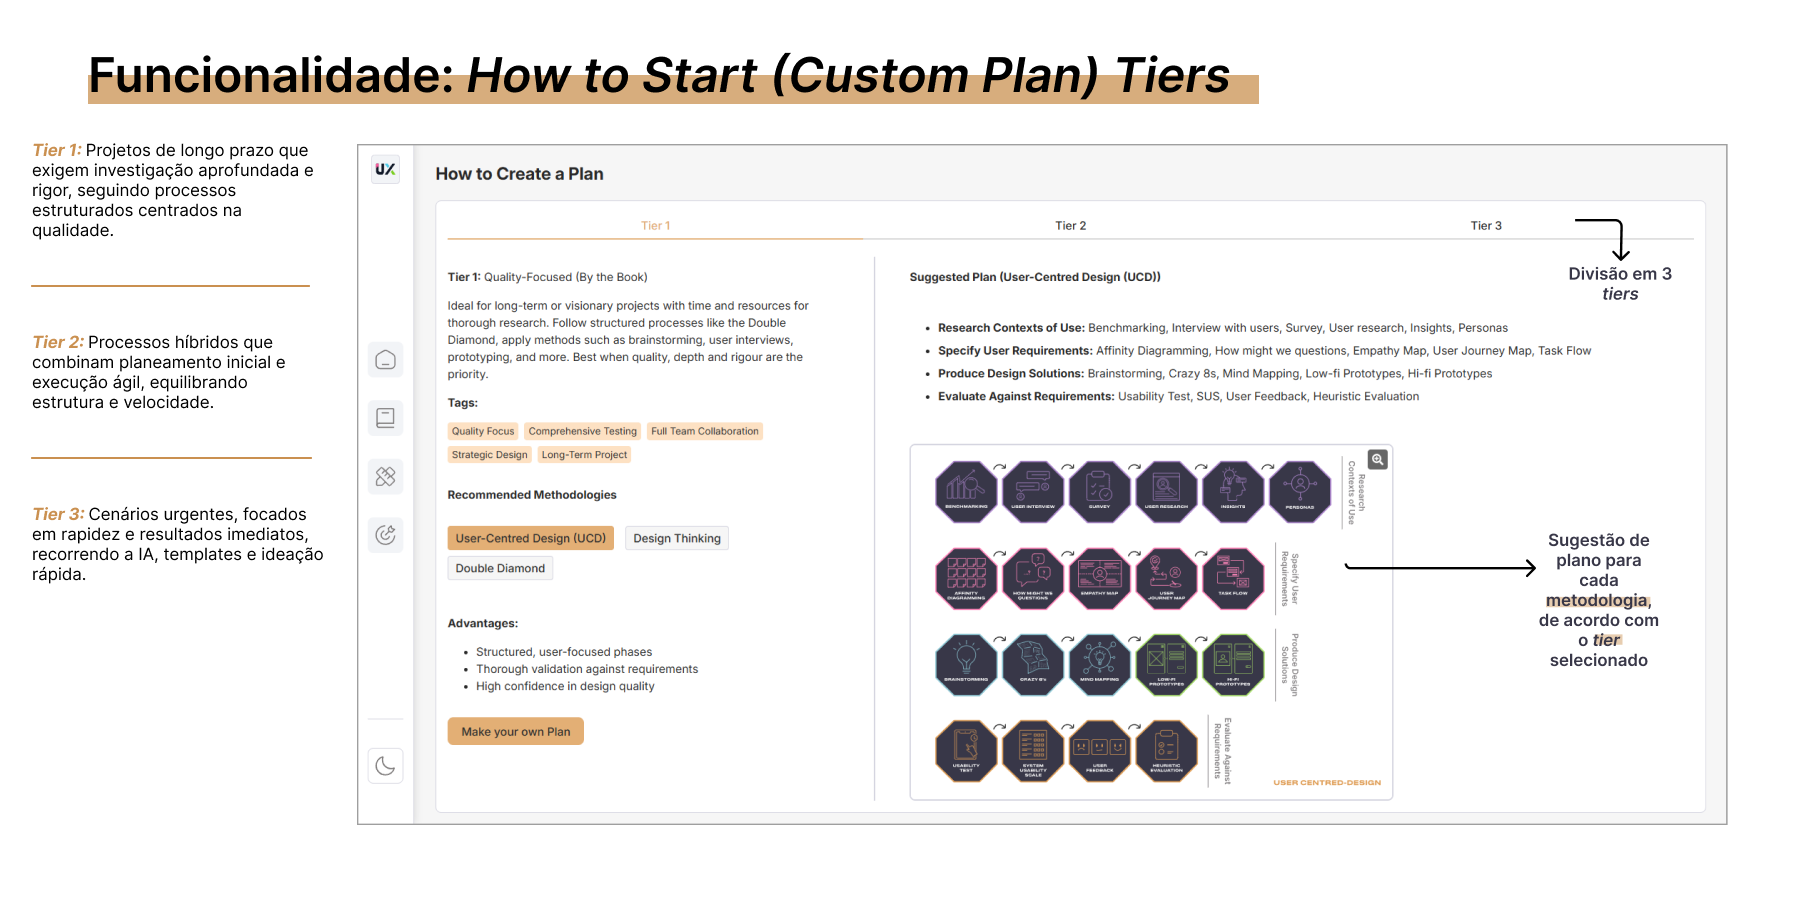 Funcionalidade: How to Start (Custom Plan) Tiers
Tier 1: Projetos de longo prazo que
exigem investigação aprofundada e
rigor, seguindo processos
estruturados centrados na
qualidade.
Tier 2: Processos híbridos que
combinam planeamento inicial e
execução ágil, equilibrando
estrutura e velocidade.
Tier 3: Cenários urgentes, focados
em rapidez e resultados imediatos,
recorrendo a IA, templates e ideação
rápida.
UX
How to Create a Plan
Tier 1
Tier 2
Tier 3
Tier 1: Quality-Focused (By the Book)
Ideal for long-term or visionary projects with time and resources for
thorough research. Follow structured processes like the Double
Diamond, apply methods such as brainstorming, user interviews,
prototyping, and more. Best when quality, depth and rigour are the
priority.
Tags:
Quality Focus Comprehensive Testing Full Team Collaboration
Strategic Design Long-Term Project
Recommended Methodologies
User-Centred Design (UCD) Design Thinking
Double Diamond
Advantages:
• Structured, user-focused phases
• Thorough validation against requirements
• High confidence in design quality
Make your own Plan
Suggested Plan (User-Centred Design (UCD))
• Research Contexts of Use: Benchmarking, Interview with users, Survey, User research, Insights, Personas
• Specify User Requirements: Affinity Diagramming, How might we questions, Empathy Map, User Journey Map, Task Flow
• Produce Design Solutions: Brainstorming, Crazy 8s, Mind Mapping, Low-fi Prototypes, Hi-fi Prototypes
• Evaluate Against Requirements: Usability Test, SUS, User Feedback, Heuristic Evaluation
BENCHMARKING
USER INTERVIEW
SURVEY
USER RESEARCH
INSIGHTS
PERSONAS
Research
Contexts of Use
AFFINITY
DIAGRAMMING
HOW MIGHT WE
QUESTIONS
EMPATHY MAP
USER
JOURNEY MAP
TASK FLOW
Specify User
Requirements
BRAINSTORMING
CRAZY 8's
MIND MAPPING
LOW-FI
PROTOTYPES
HI-FI
PROTOTYPES
Produce Design
Solutions
USABILITY
TEST
SYSTEM
USABILITY
SCALE
USER
FEEDBACK
HEURISTIC
EVALUATION
Evaluate Against
Requirements
USER CENTRED-DESIGN
Divisão em 3
tiers
Sugestão de
plano para
cada
metodologia,
de acordo com
o tier
selecionado